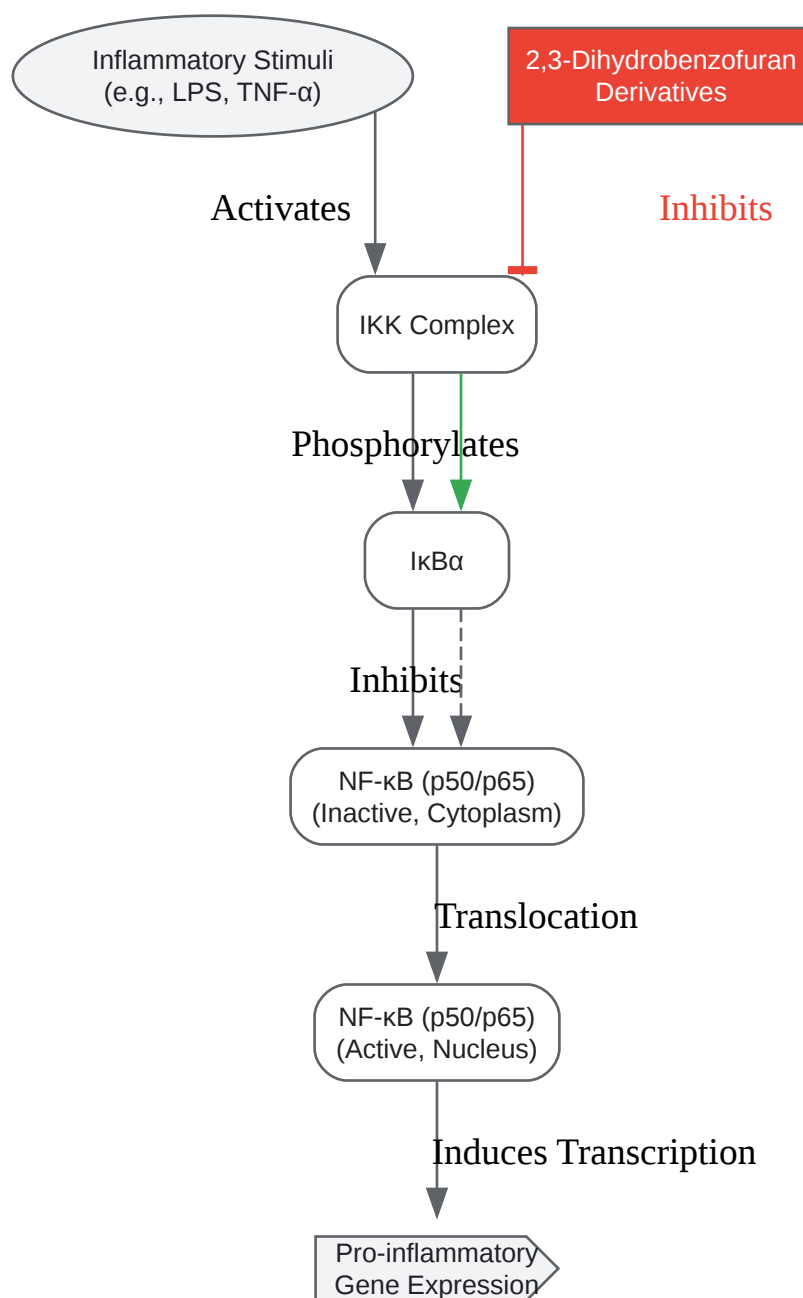 Inflammatory Stimuli
(e.g., LPS, TNF-α)
2,3-Dihydrobenzofuran
Derivatives
Activates
Inhibits
IKK Complex
Phosphorylates
IκBα
Inhibits
NF-κB (p50/p65)
(Inactive, Cytoplasm)
Translocation
NF-κB (p50/p65)
(Active, Nucleus)
Induces Transcription
Pro-inflammatory
Gene Expression